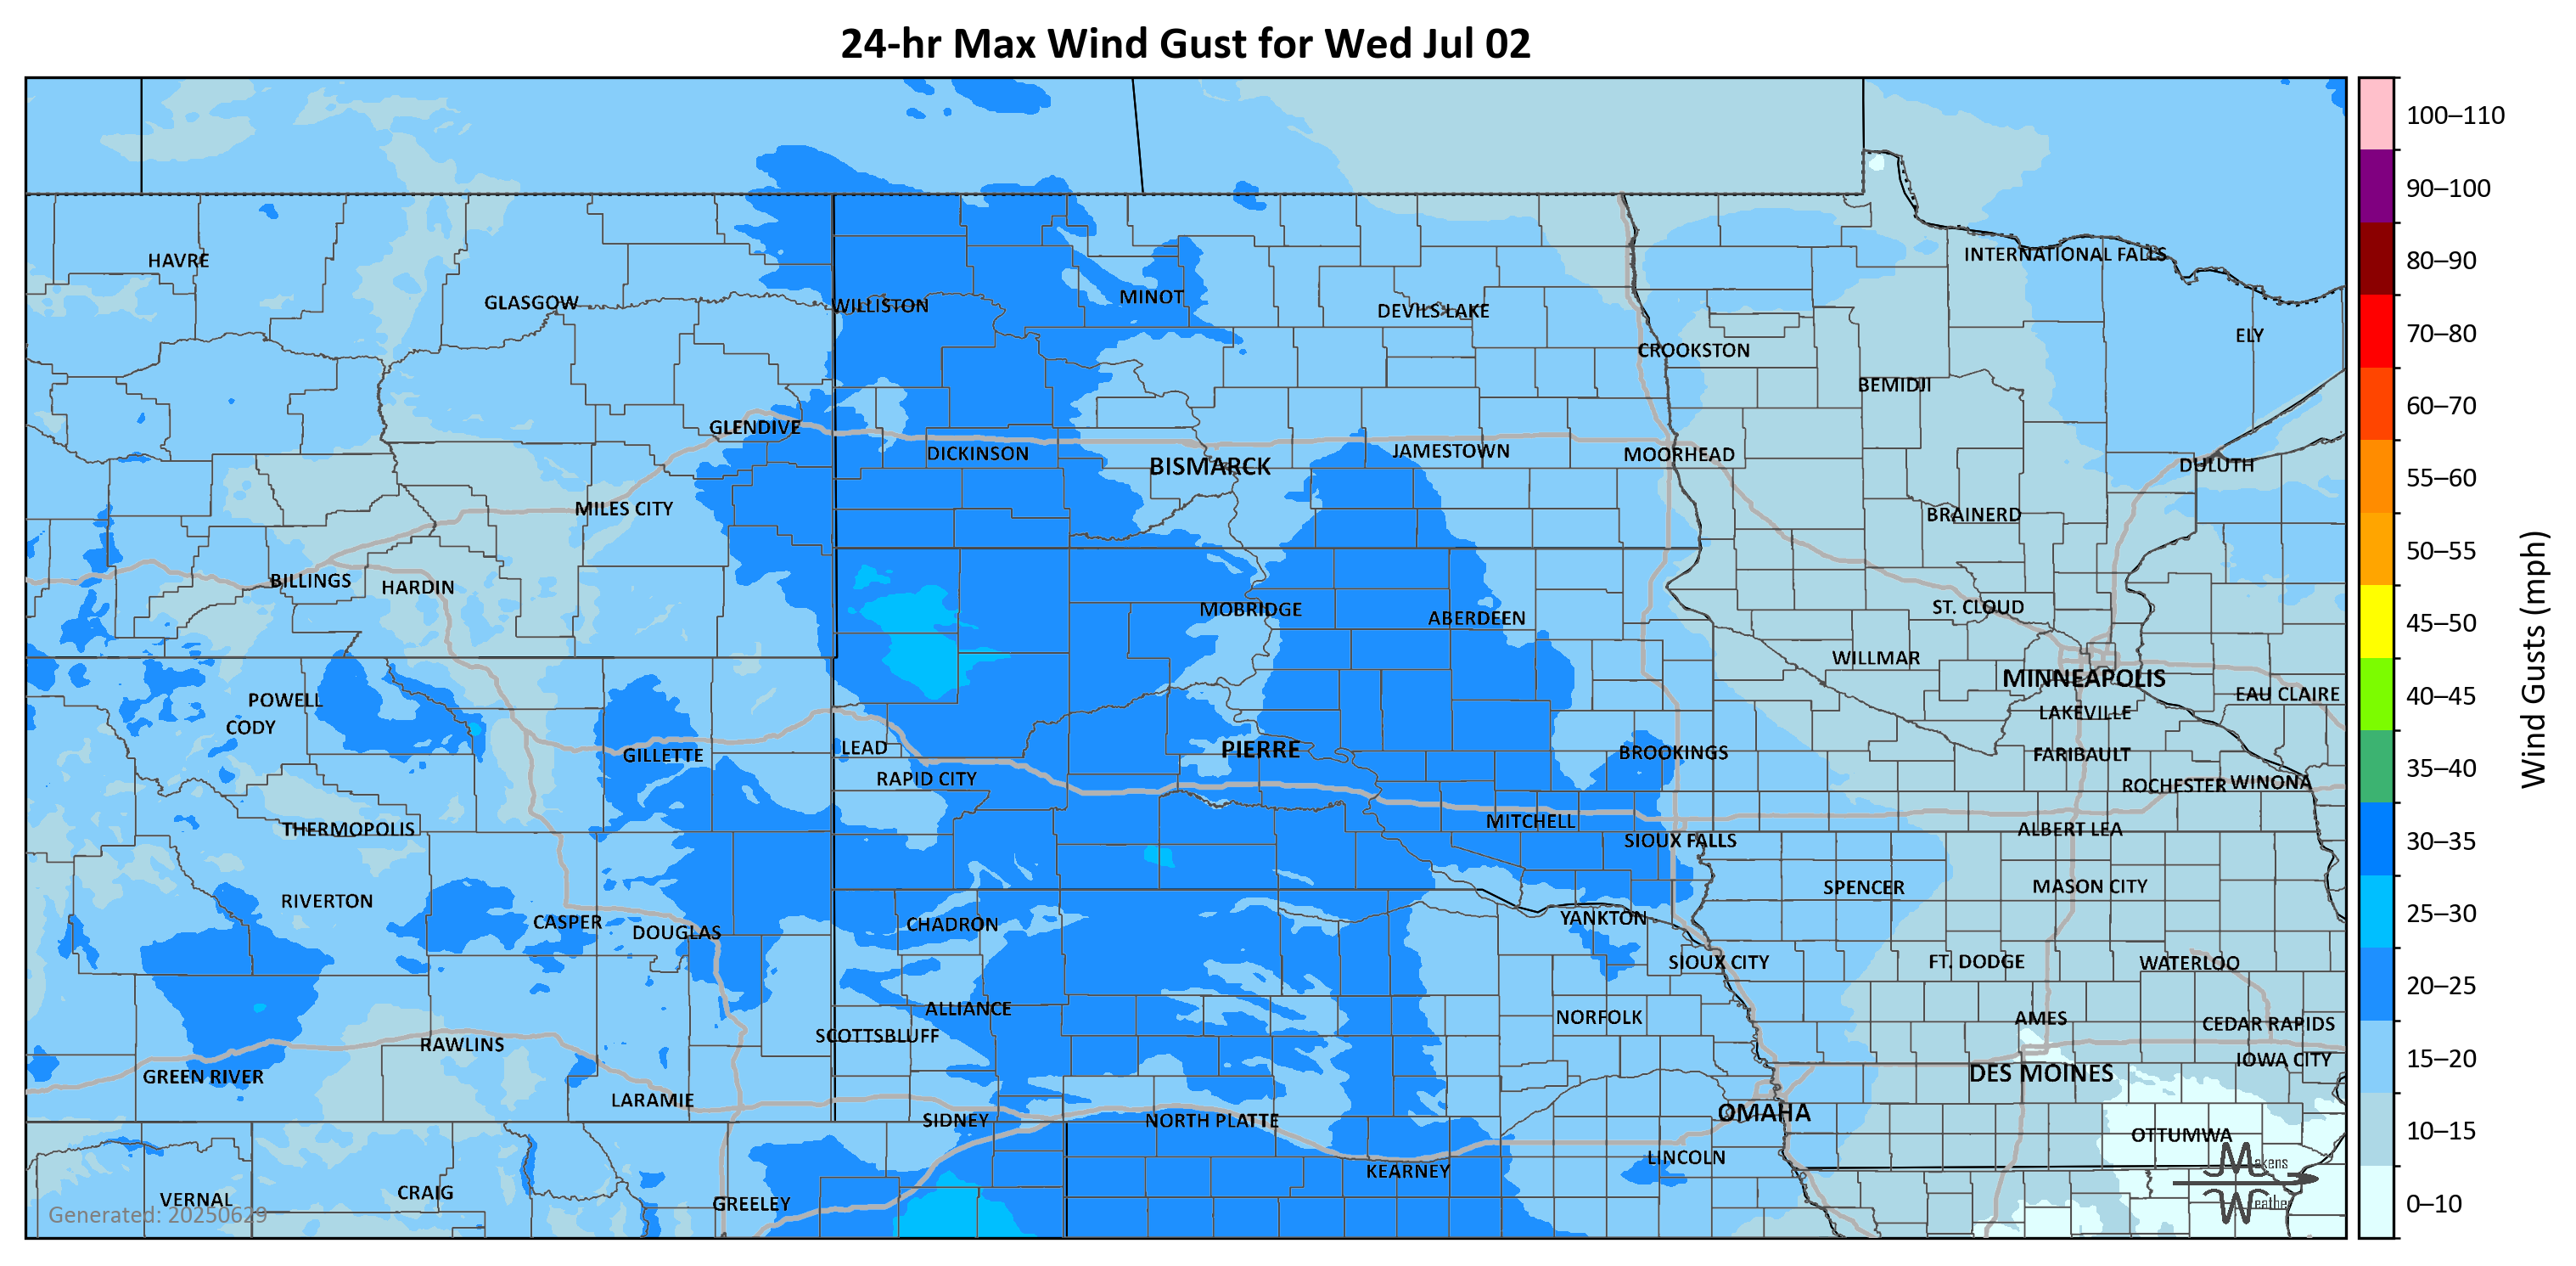 24-hr Max Wind Gust for Wed Jul 02
HAVRE
GLASGOW
WILLISTON
MINOT
DEVILS LAKE
INTERNATIONAL FALLS
ELY
CROOKSTON
BEMIDJI
GLENDIVE
DICKINSON
BISMARCK
JAMESTOWN
MOORHEAD
DULUTH
MILES CITY
BRAINERD
BILLINGS
HARDIN
MOBRIDGE
ABERDEEN
ST. CLOUD
WILLMAR
MINNEAPOLIS
EAU CLAIRE
POWELL
CODY
LAKEVILLE
GILLETTE
LEAD
PIERRE
BROOKINGS
FARIBAULT
RAPID CITY
ROCHESTER
WINONA
THERMOPOLIS
MITCHELL
SIOUX FALLS
ALBERT LEA
SPENCER
MASON CITY
RIVERTON
CASPER
DOUGLAS
CHADRON
YANKTON
SIOUX CITY
FT. DODGE
WATERLOO
ALLIANCE
NORFOLK
AMES
CEDAR RAPIDS
SCOTTSBLUFF
RAWLINS
IOWA CITY
GREEN RIVER
DES MOINES
LARAMIE
SIDNEY
NORTH PLATTE
OMAHA
OTTUMWA
KEARNEY
LINCOLN
VERNAL
CRAIG
GREELEY
Generated: 20250629
Makens
Weather
100–110
90–100
80–90
70–80
60–70
55–60
50–55
45–50
40–45
35–40
30–35
25–30
20–25
15–20
10–15
0–10
Wind Gusts (mph)